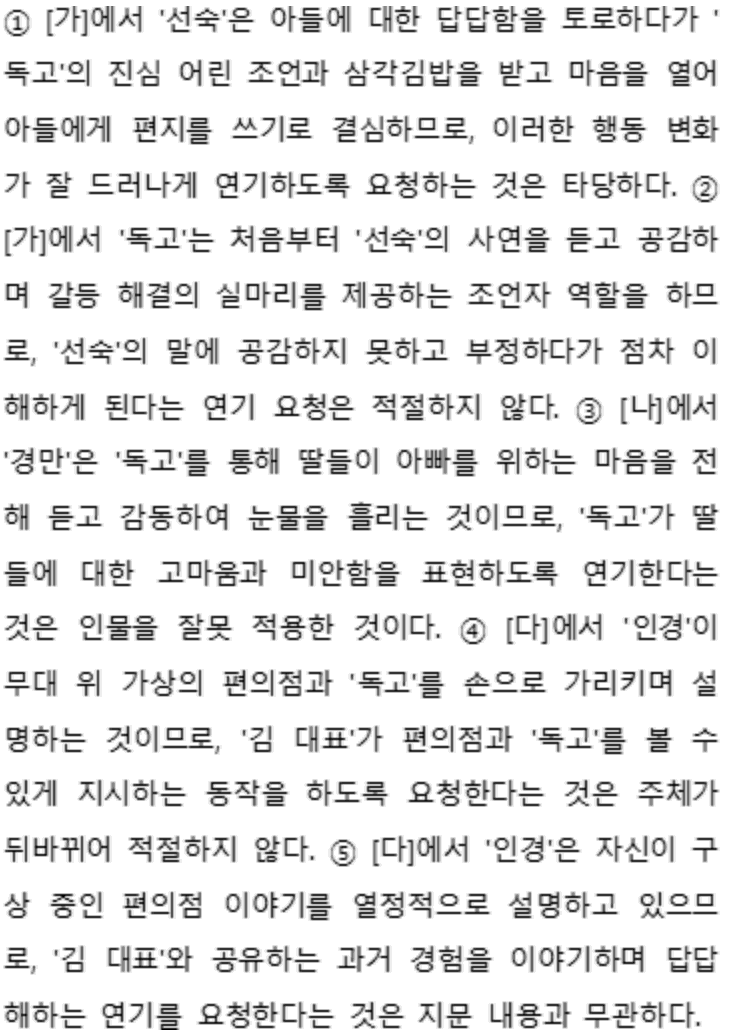 ① [가]에서 '선숙'은 아들에 대한 답답함을 토로하다가 '
독고'의 진심 어린 조언과 삼각김밥을 받고 마음을 열어
아들에게 편지를 쓰기로 결심하므로, 이러한 행동 변화
가 잘 드러나게 연기하도록 요청하는 것은 타당하다. ②
[가]에서 '독고'는 처음부터 '선숙'의 사연을 듣고 공감하
며 갈등 해결의 실마리를 제공하는 조언자 역할을 하므
로, '선숙'의 말에 공감하지 못하고 부정하다가 점차 이
해하게 된다는 연기 요청은 적절하지 않다. ③ [나]에서
'경만'은 '독고'를 통해 딸들이 아빠를 위하는 마음을 전
해 듣고 감동하여 눈물을 흘리는 것이므로, '독고'가 딸
들에 대한 고마움과 미안함을 표현하도록 연기한다는
것은 인물을 잘못 적용한 것이다. ④ [다]에서 '인경'이
무대 위 가상의 편의점과 '독고'를 손으로 가리키며 설
명하는 것이므로, '김 대표'가 편의점과 '독고'를 볼 수
있게 지시하는 동작을 하도록 요청한다는 것은 주체가
뒤바뀌어 적절하지 않다. ⑤ [다]에서 '인경'은 자신이 구
상 중인 편의점 이야기를 열정적으로 설명하고 있으므
로, '김 대표'와 공유하는 과거 경험을 이야기하며 답답
해하는 연기를 요청한다는 것은 지문 내용과 무관하다.